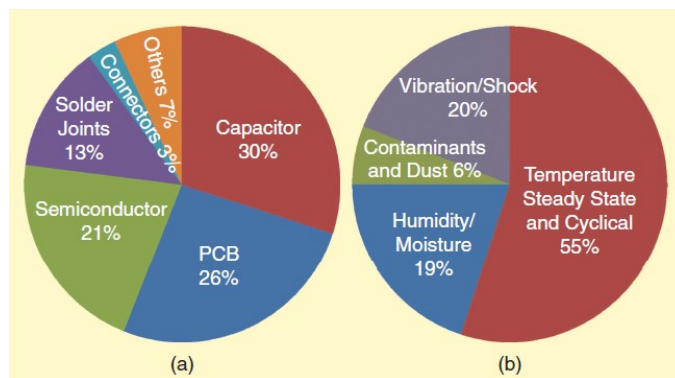 Others 7%
Connectors 3%
Solder
Joints
13%
Capacitor
30%
Semiconductor
21%
PCB
26%
(a)
Vibration/Shock
20%
Contaminants
and Dust 6%
Temperature
Steady State
and Cyclical
55%
Humidity/
Moisture
19%
(b)